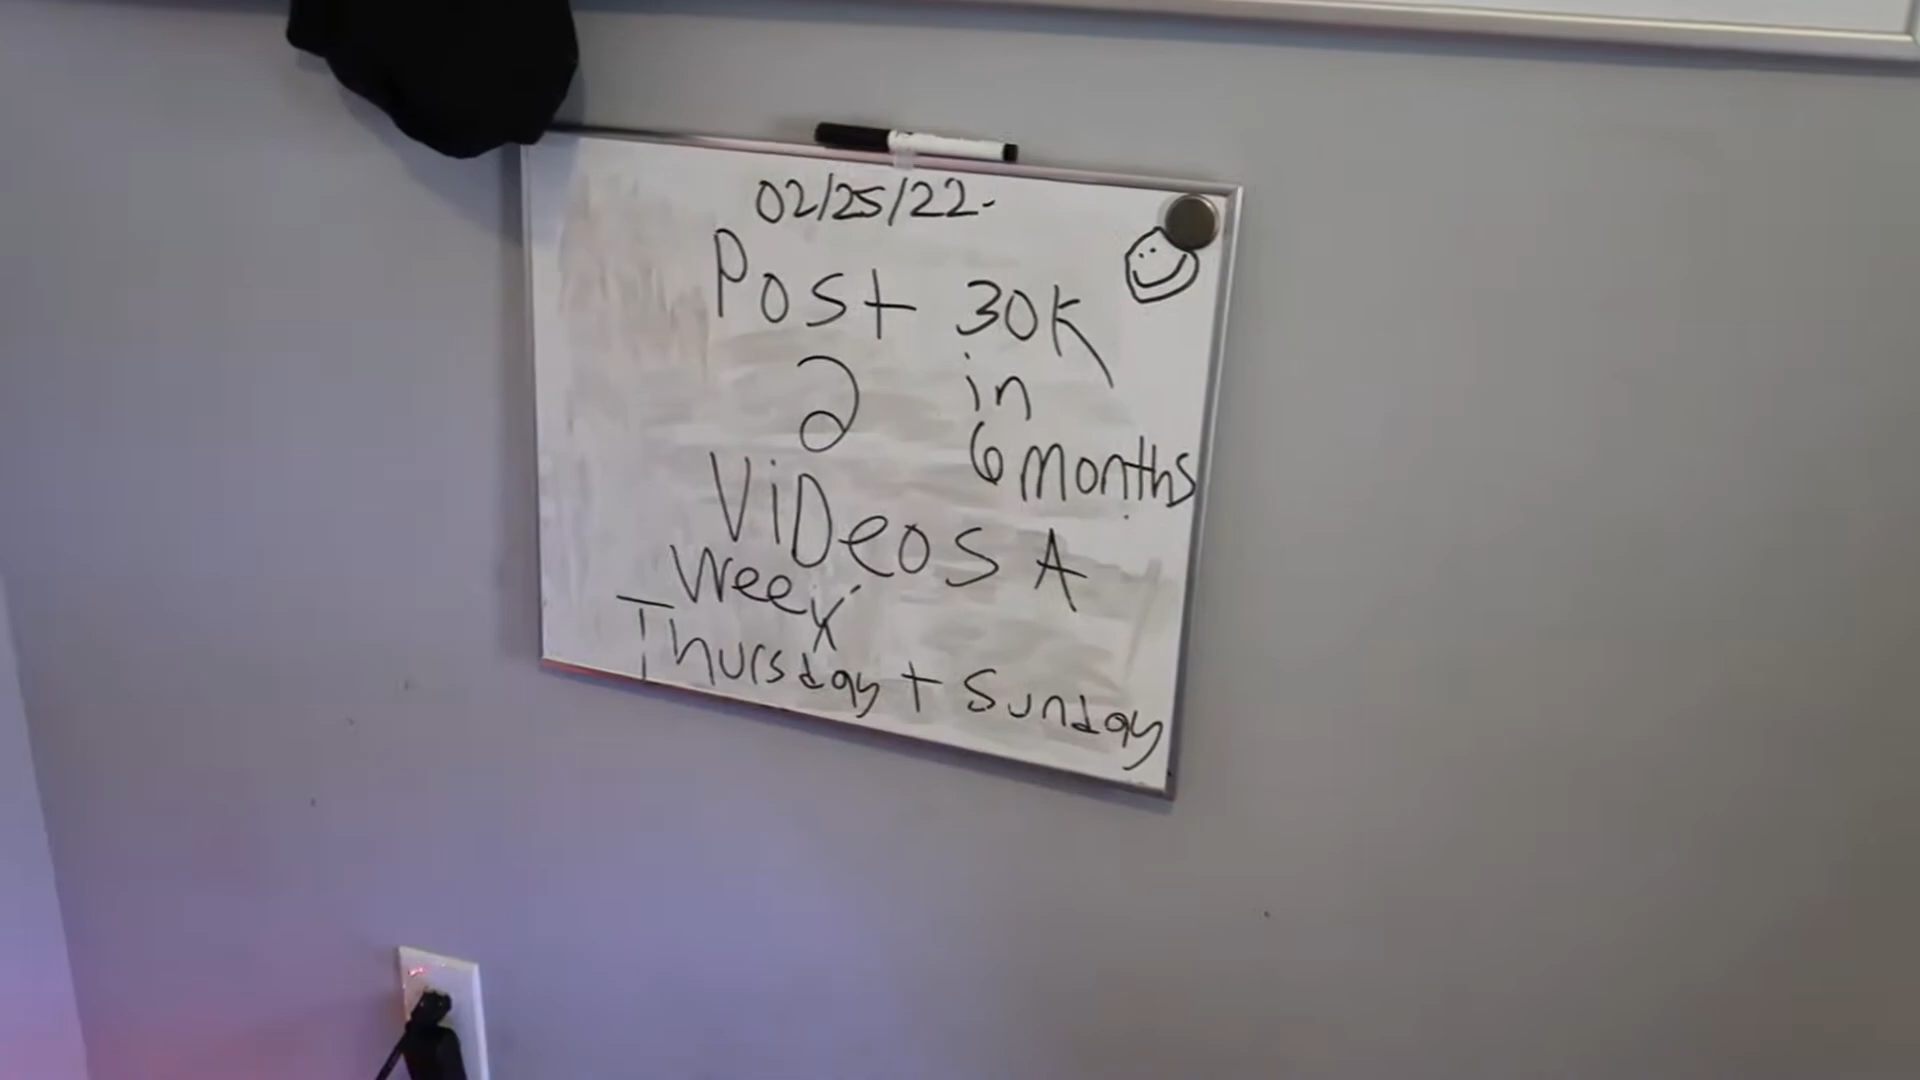 02/25/22-
Post 30K
2 in
6 months
ViDeos A
Week
Thursday + Sunday